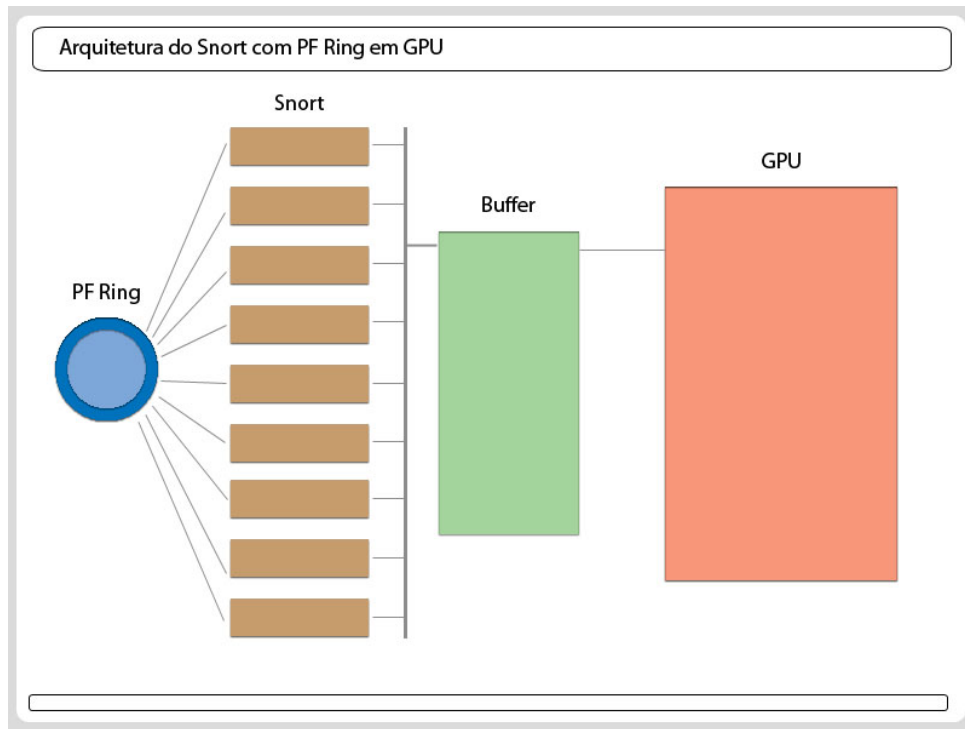 Arquitetura do Snort com PF Ring em GPU
Snort
GPU
Buffer
PF Ring